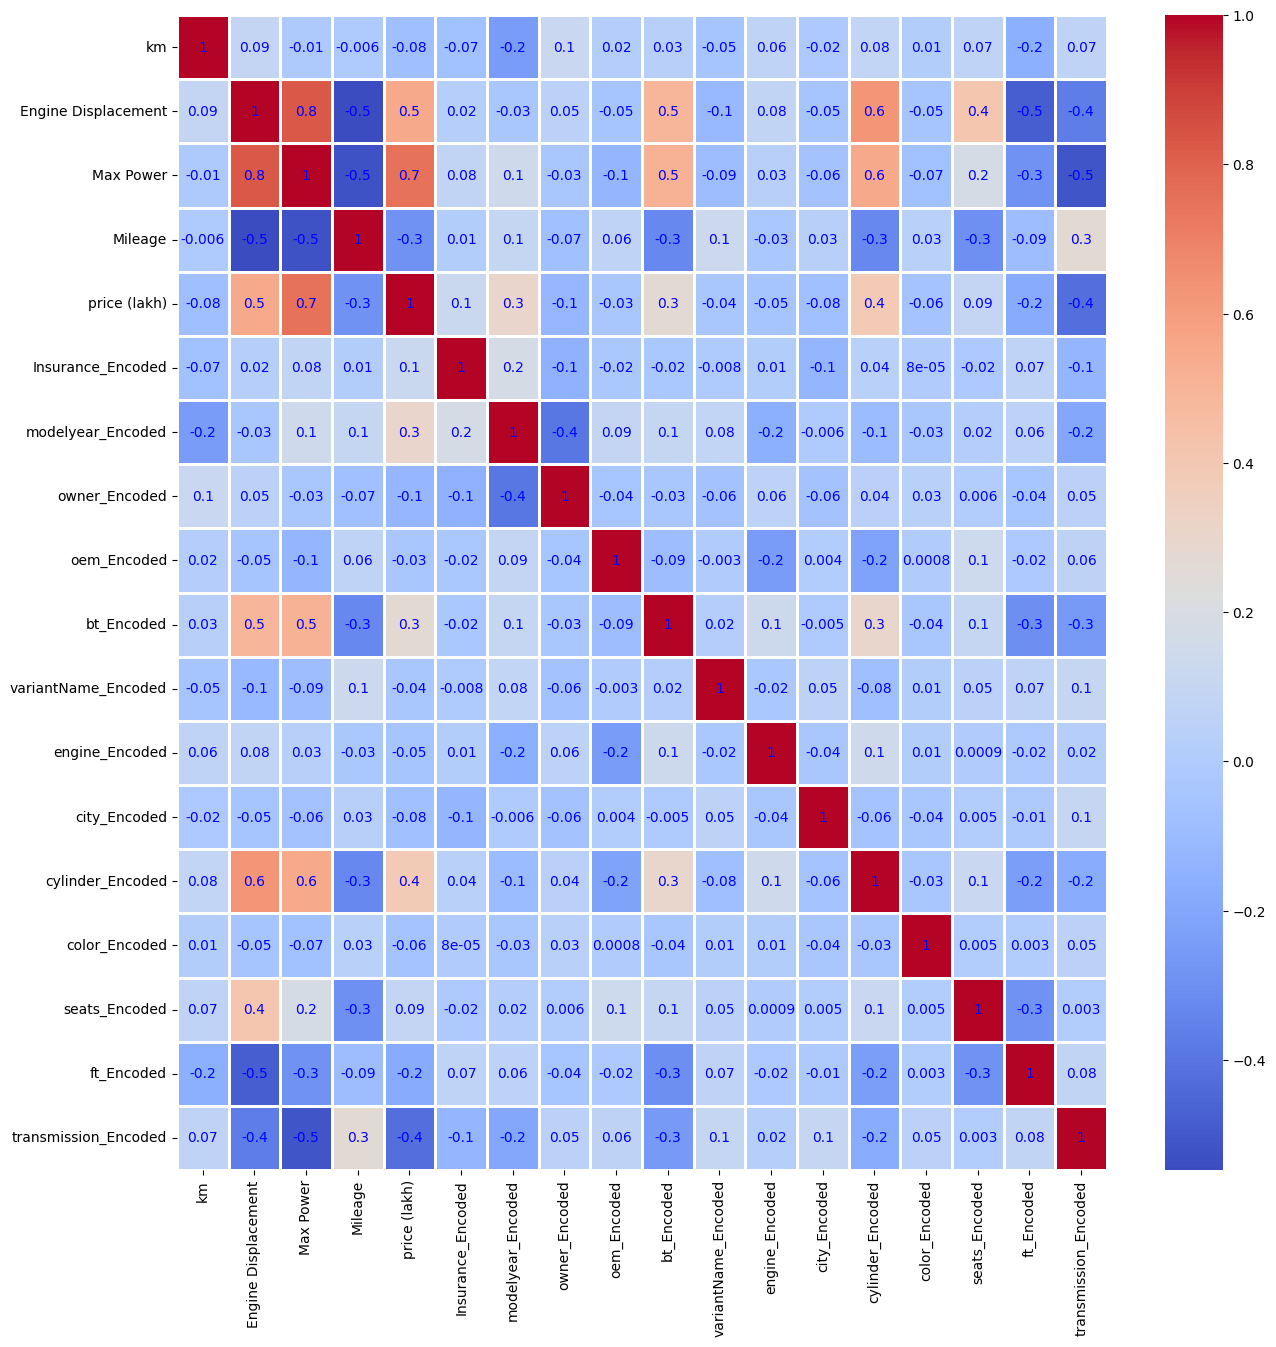 km 1 0.09 -0.01 -0.006 -0.08 -0.07 -0.2 0.1 0.02 0.03 -0.05 0.06 -0.02 0.08 0.01 0.07 -0.2 0.07
Engine Displacement 0.09 1 0.8 -0.5 0.5 0.02 -0.03 0.05 -0.05 0.5 -0.1 0.08 -0.05 0.6 -0.05 0.4 -0.5 -0.4
Max Power -0.01 0.8 1 -0.5 0.7 0.08 0.1 -0.03 -0.1 0.5 -0.09 0.03 -0.06 0.6 -0.07 0.2 -0.3 -0.5
Mileage -0.006 -0.5 -0.5 1 -0.3 0.01 0.1 -0.07 0.06 -0.3 0.1 -0.03 0.03 -0.3 0.03 -0.3 -0.09 0.3
price (lakh) -0.08 0.5 0.7 -0.3 1 0.1 0.3 -0.1 -0.03 0.3 -0.04 -0.05 -0.08 0.4 -0.06 0.09 -0.2 -0.4
Insurance_Encoded -0.07 0.02 0.08 0.01 0.1 1 0.2 -0.1 -0.02 -0.02 -0.008 0.01 -0.1 0.04 8e-05 -0.02 0.07 -0.1
modelyear_Encoded -0.2 -0.03 0.1 0.1 0.3 0.2 1 -0.4 0.09 0.1 0.08 -0.2 -0.006 -0.1 -0.03 0.02 0.06 -0.2
owner_Encoded 0.1 0.05 -0.03 -0.07 -0.1 -0.1 -0.4 1 -0.04 -0.03 -0.06 0.06 -0.06 0.04 0.03 0.006 -0.04 0.05
oem_Encoded 0.02 -0.05 -0.1 0.06 -0.03 -0.02 0.09 -0.04 1 -0.09 -0.003 -0.2 0.004 -0.2 0.0008 0.1 -0.02 0.06
bt_Encoded 0.03 0.5 0.5 -0.3 0.3 -0.02 0.1 -0.03 -0.09 1 0.02 0.1 -0.005 0.3 -0.04 0.1 -0.3 -0.3
variantName_Encoded -0.05 -0.1 -0.09 0.1 -0.04 -0.008 0.08 -0.06 -0.003 0.02 1 -0.02 0.05 -0.08 0.01 0.05 0.07 0.1
engine_Encoded 0.06 0.08 0.03 -0.03 -0.05 0.01 -0.2 0.06 -0.2 0.1 -0.02 1 -0.04 0.1 0.01 0.0009 -0.02 0.02
city_Encoded -0.02 -0.05 -0.06 0.03 -0.08 -0.1 -0.006 -0.06 0.004 -0.005 0.05 -0.04 1 -0.06 -0.04 0.005 -0.01 0.1
cylinder_Encoded 0.08 0.6 0.6 -0.3 0.4 0.04 -0.1 0.04 -0.2 0.3 -0.08 0.1 -0.06 1 -0.03 0.1 -0.2 -0.2
color_Encoded 0.01 -0.05 -0.07 0.03 -0.06 8e-05 -0.03 0.03 0.0008 -0.04 0.01 0.01 -0.04 -0.03 1 0.005 0.003 0.05
seats_Encoded 0.07 0.4 0.2 -0.3 0.09 -0.02 0.02 0.006 0.1 0.1 0.05 0.0009 0.005 0.1 0.005 1 -0.3 0.003
ft_Encoded -0.2 -0.5 -0.3 -0.09 -0.2 0.07 0.06 -0.04 -0.02 -0.3 0.07 -0.02 -0.01 -0.2 0.003 -0.3 1 0.08
transmission_Encoded 0.07 -0.4 -0.5 0.3 -0.4 -0.1 -0.2 0.05 0.06 -0.3 0.1 0.02 0.1 -0.2 0.05 0.003 0.08 1
km
Engine Displacement
Max Power
Mileage
price (lakh)
Insurance_Encoded
modelyear_Encoded
owner_Encoded
oem_Encoded
bt_Encoded
variantName_Encoded
engine_Encoded
city_Encoded
cylinder_Encoded
color_Encoded
seats_Encoded
ft_Encoded
transmission_Encoded
1.0
0.8
0.6
0.4
0.2
0.0
−0.2
−0.4